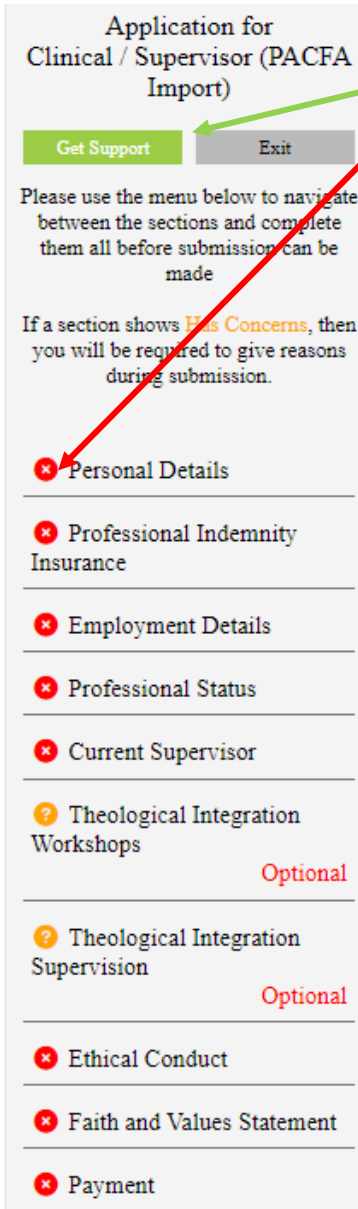 Application for
Clinical / Supervisor (PACFA
Import)
Get Support
Exit
Please use the menu below to navigate
between the sections and complete
them all before submission can be
made
If a section shows Has Concerns, then
you will be required to give reasons
during submission.
Personal Details
Professional Indemnity
Insurance
Employment Details
Professional Status
Current Supervisor
Theological Integration
Workshops
Optional
Theological Integration
Supervision
Optional
Ethical Conduct
Faith and Values Statement
Payment